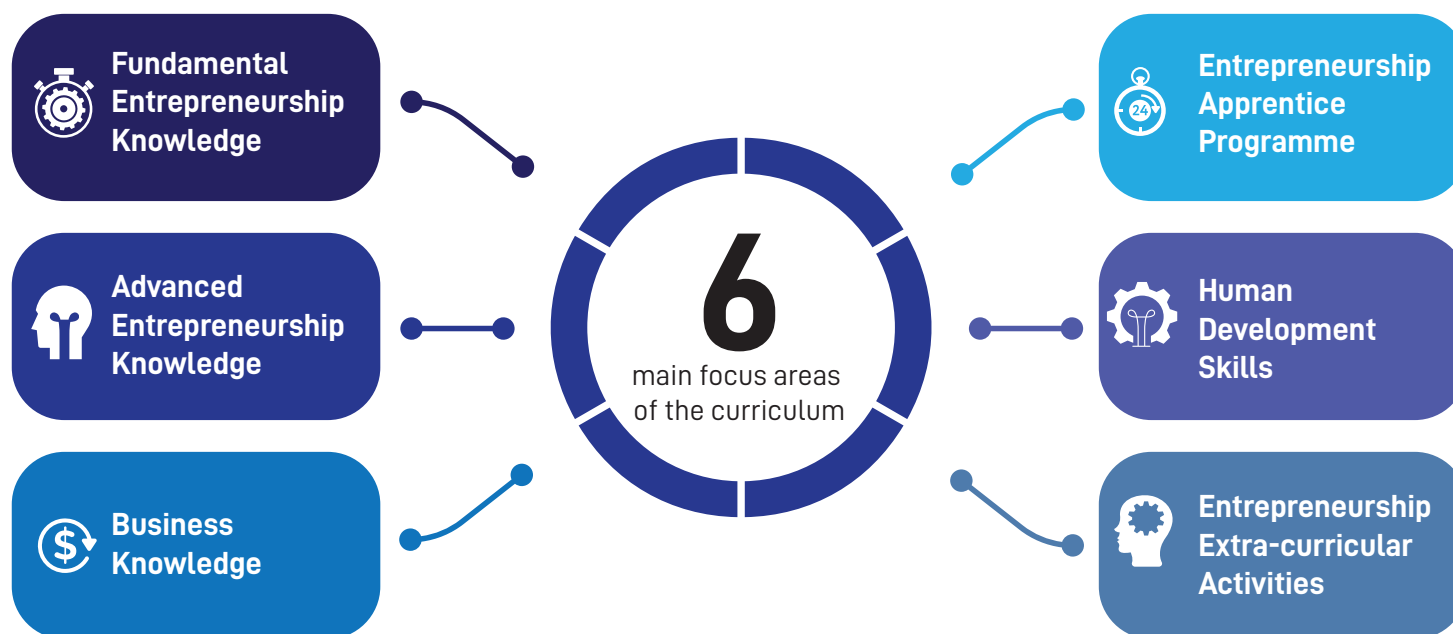 Fundamental
Entrepreneurship
Knowledge
Advanced
Entrepreneurship
Knowledge
$
Business
Knowledge
6
main focus areas
of the curriculum
24
Entrepreneurship
Apprentice
Programme
Human
Development
Skills
Entrepreneurship
Extra-curricular
Activities